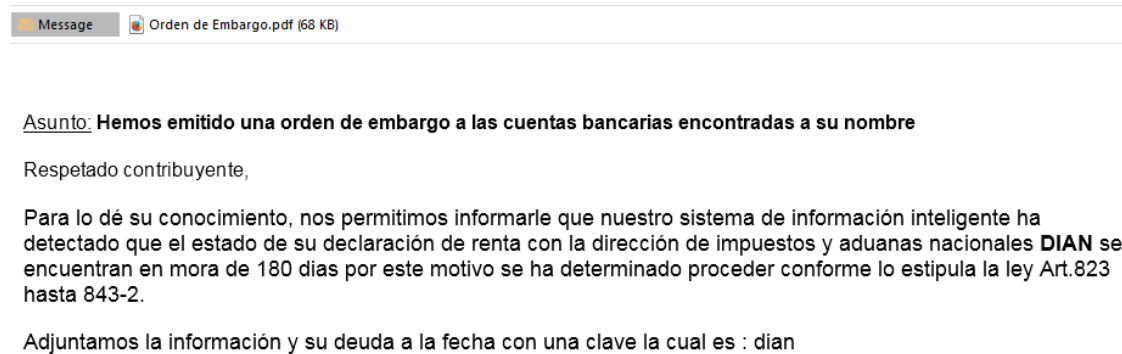 Message Orden de Embargo.pdf (68 KB)
Asunto: Hemos emitido una orden de embargo a las cuentas bancarias encontradas a su nombre
Respetado contribuyente,
Para lo dé su conocimiento, nos permitimos informarle que nuestro sistema de información inteligente ha
detectado que el estado de su declaración de renta con la dirección de impuestos y aduanas nacionales DIAN se
encuentran en mora de 180 dias por este motivo se ha determinado proceder conforme lo estipula la ley Art.823
hasta 843-2.
Adjuntamos la información y su deuda a la fecha con una clave la cual es : dian